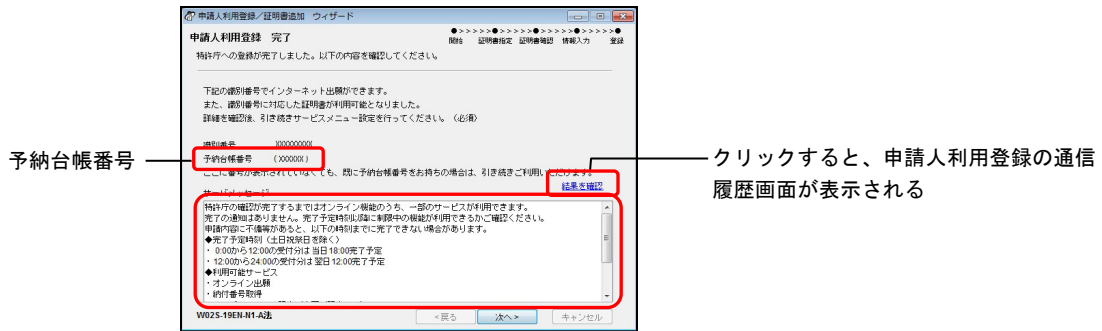 申請人利用登録／証明書追加　ウィザード
申請人利用登録　完了
●>>>>>●>>>>>●>>>>>●>>>>>●
開始　証明書指定　証明書確認　情報入力　登録
特許庁への登録が完了しました。以下の内容を確認してください。
下記の識別番号でインターネット出願ができます。
また、識別番号に対応した証明書が利用可能となりました。
詳細を確認後、引き続きサービスメニュー設定を行ってください。（必須）
識別番号　XXXXXXXXX
予納台帳番号　（XXXXXX）
ここに番号が表示されていなくても、既に予納台帳番号をお持ちの場合は、引き続きご利用いただけます。
結果を確認
サーバメッセージ
特許庁の確認が完了するまではオンライン機能のうち、一部のサービスが利用できます。
完了の通知はありません。完了予定時刻以降に制限中の機能が利用できるかご確認ください。
申請内容に不備等があると、以下の時刻までに完了できない場合があります。
◆完了予定時刻（土日祝祭日を除く）
・ 0:00から12:00の受付分は当日18:00完了予定
・ 12:00から24:00の受付分は翌日12:00完了予定
◆利用可能サービス
・オンライン出願
・納付番号取得
W02S-19EN-N1-A法
<戻る
次へ>
キャンセル
予納台帳番号
クリックすると、申請人利用登録の通信
履歴画面が表示される